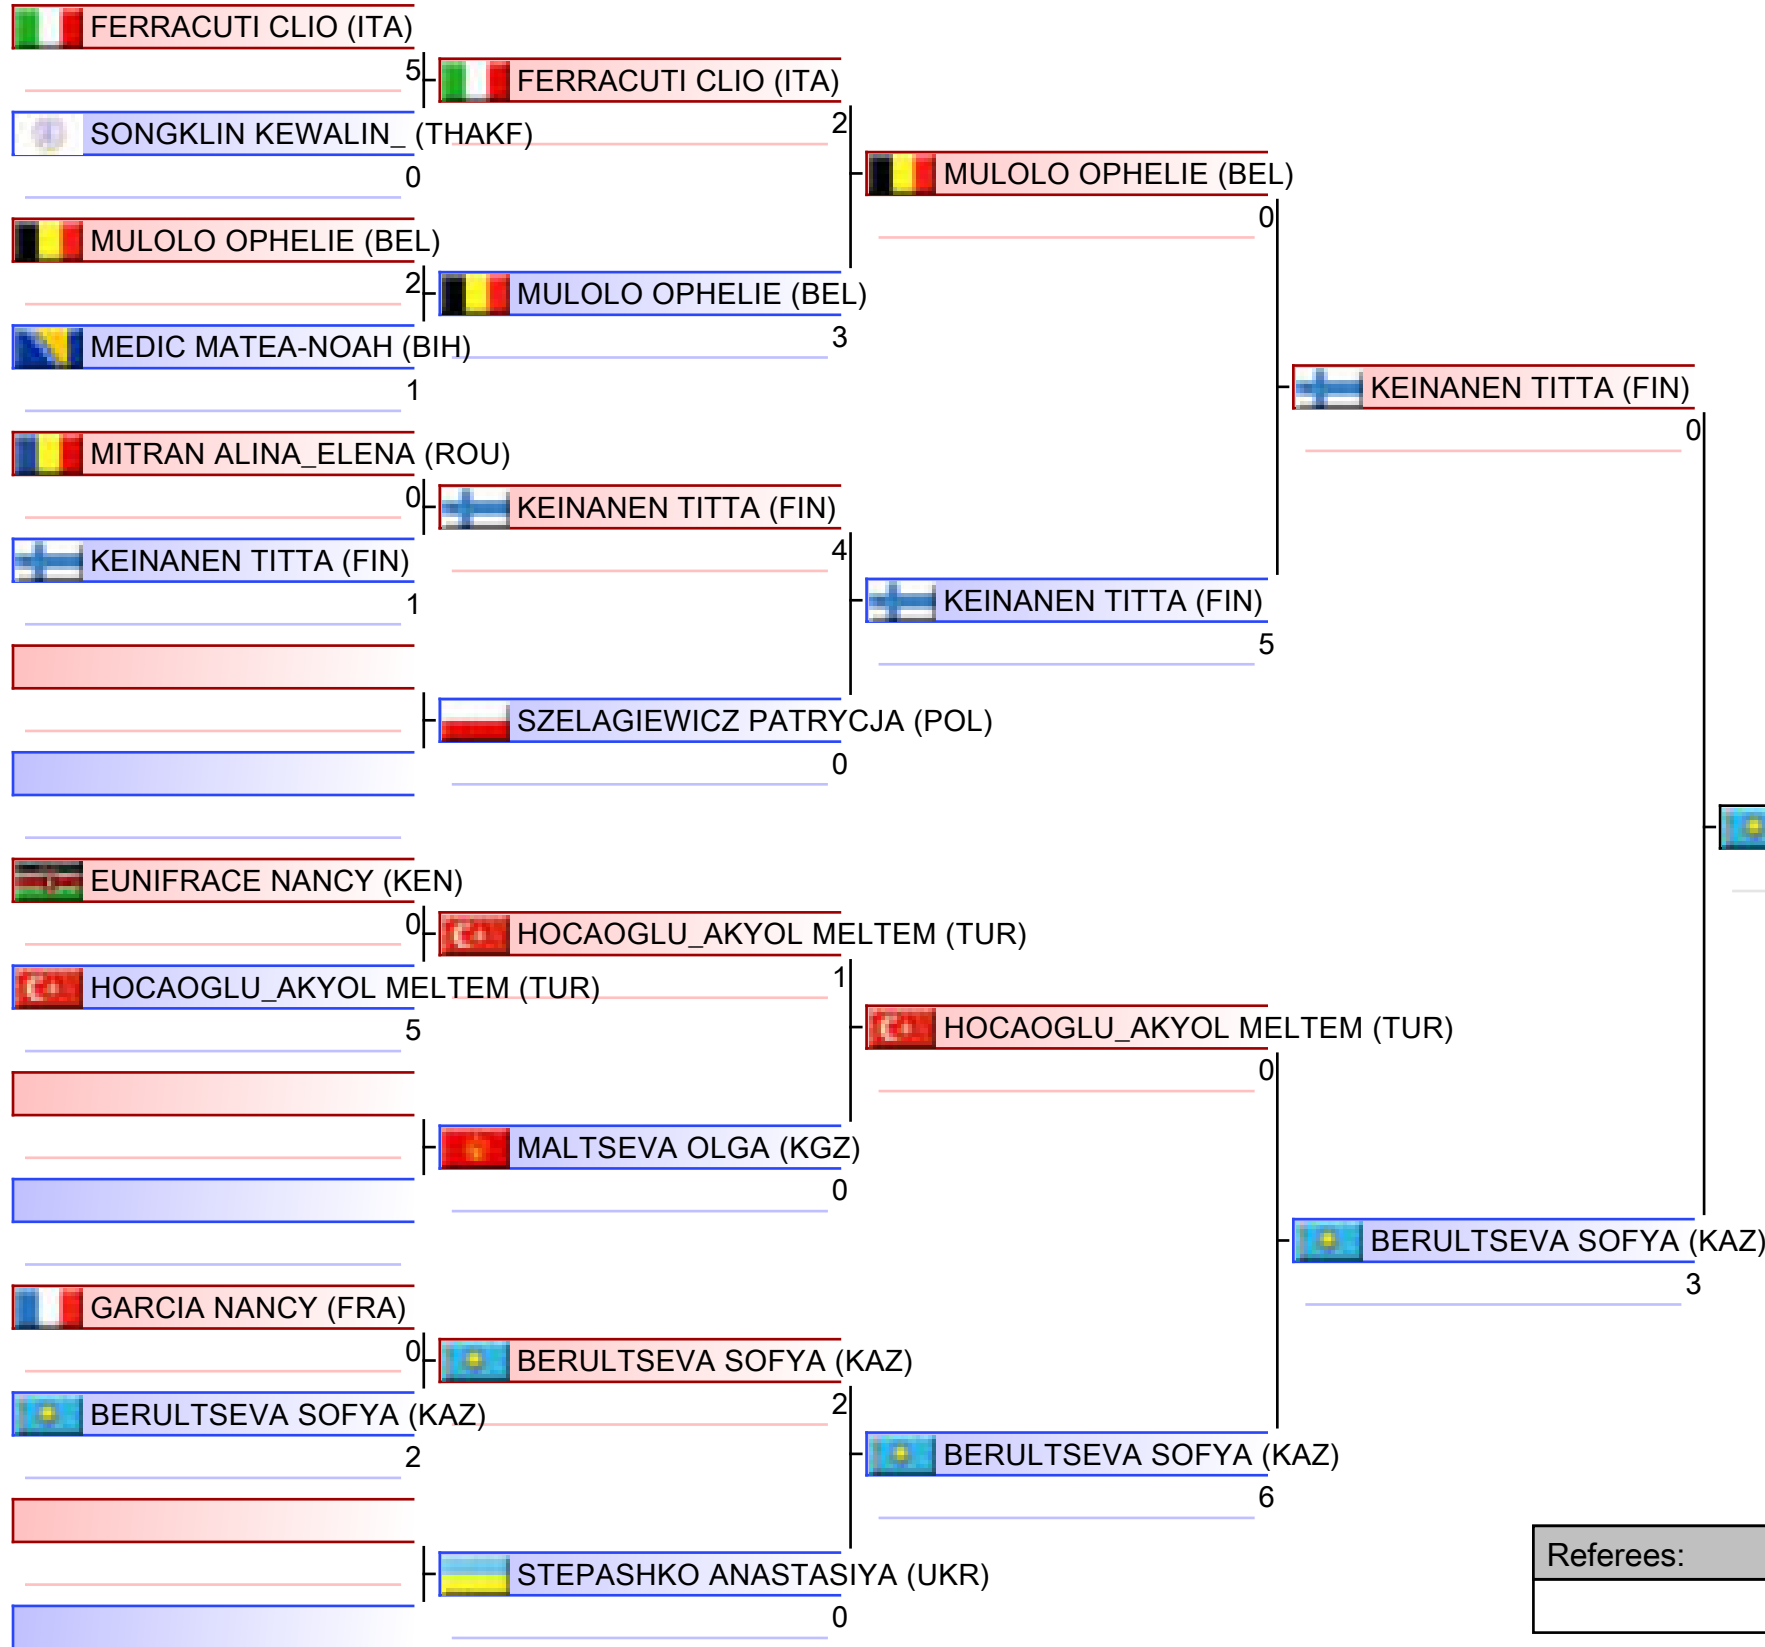 FERRACUTI CLIO (ITA)
5
SONGKLIN KEWALIN_ (THAKF)
0
MULOLO OPHELIE (BEL)
2
MEDIC MATEA-NOAH (BIH)
1
MITRAN ALINA_ELENA (ROU)
0
KEINANEN TITTA (FIN)
1
EUNIFRACE NANCY (KEN)
0
HOCAOGLU_AKYOL MELTEM (TUR)
5
GARCIA NANCY (FRA)
0
BERULTSEVA SOFYA (KAZ)
2
FERRACUTI CLIO (ITA)
2
MULOLO OPHELIE (BEL)
3
KEINANEN TITTA (FIN)
4
SZELAGIEWICZ PATRYCJA (POL)
0
HOCAOGLU_AKYOL MELTEM (TUR)
1
MALTSEVA OLGA (KGZ)
0
BERULTSEVA SOFYA (KAZ)
2
STEPASHKO ANASTASIYA (UKR)
0
MULOLO OPHELIE (BEL)
0
KEINANEN TITTA (FIN)
5
HOCAOGLU_AKYOL MELTEM (TUR)
0
BERULTSEVA SOFYA (KAZ)
6
KEINANEN TITTA (FIN)
0
BERULTSEVA SOFYA (KAZ)
3
Referees: